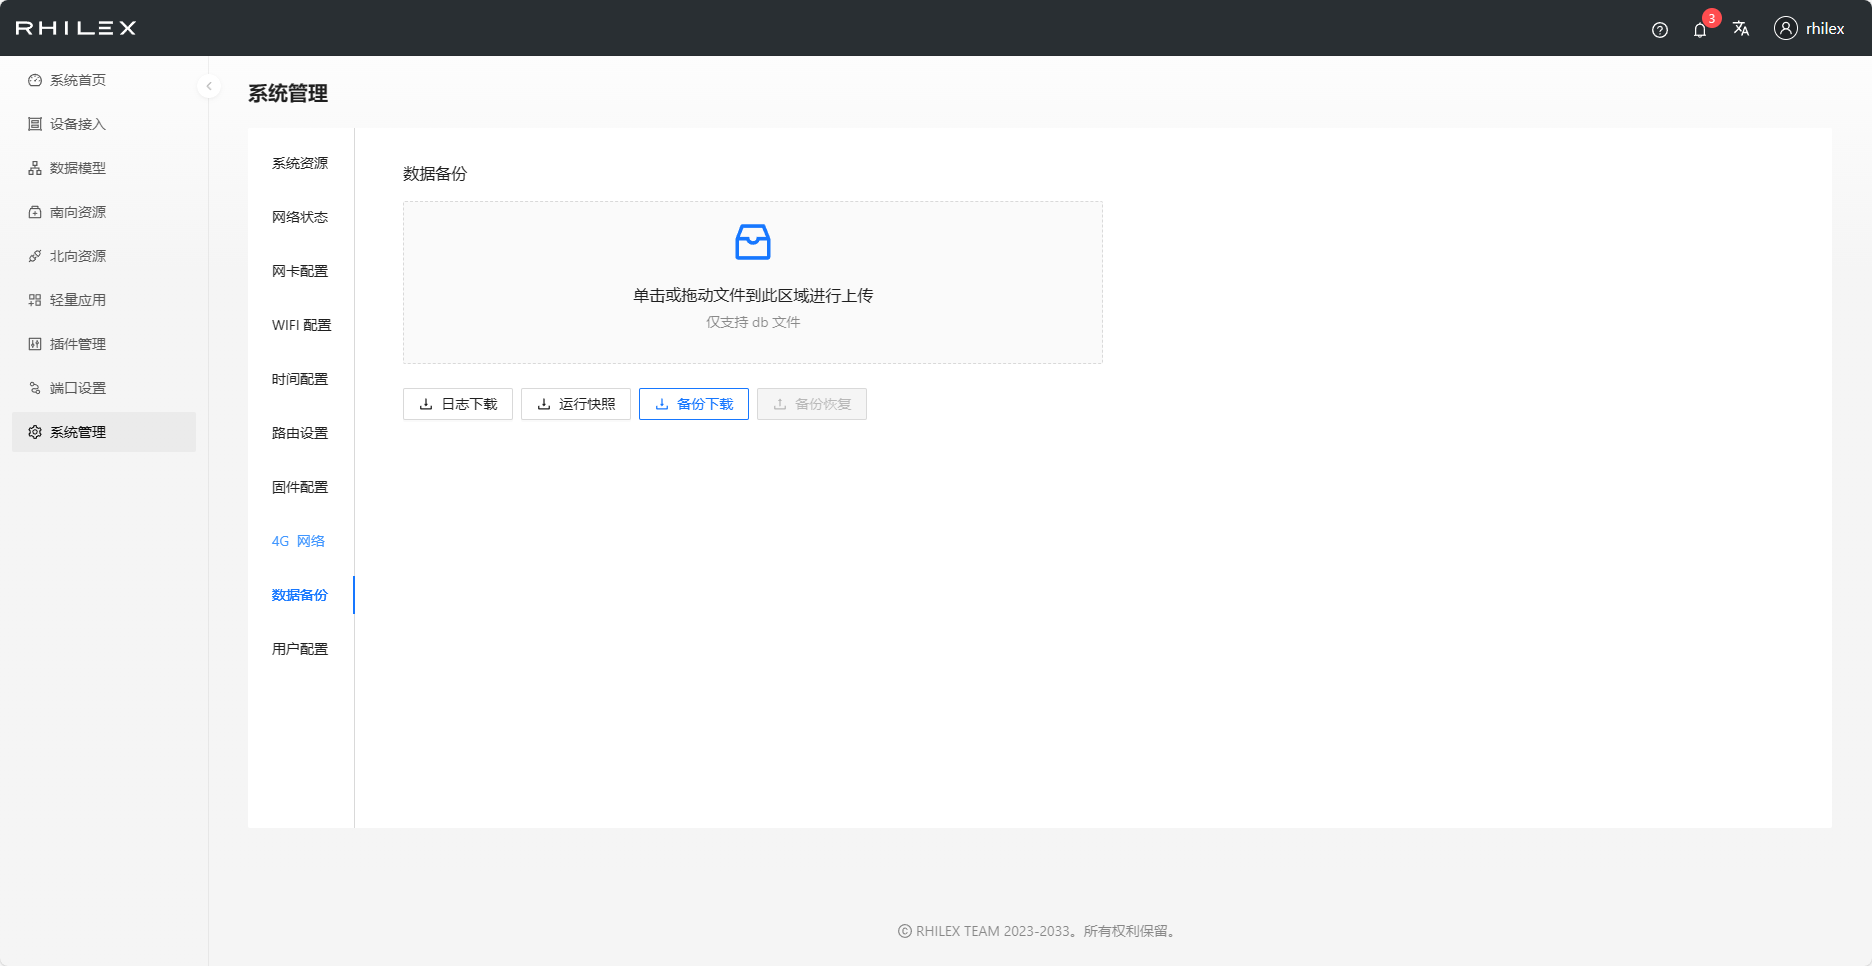 RHILEX
3
rhilex
系统首页
设备接入
数据模型
南向资源
北向资源
轻量应用
插件管理
端口设置
系统管理
系统管理
系统资源
网络状态
网卡配置
WIFI 配置
时间配置
路由设置
固件配置
4G 网络
数据备份
用户配置
数据备份
单击或拖动文件到此区域进行上传
仅支持 db 文件
日志下载 运行快照 备份下载 备份恢复
© RHILEX TEAM 2023-2033。所有权利保留。